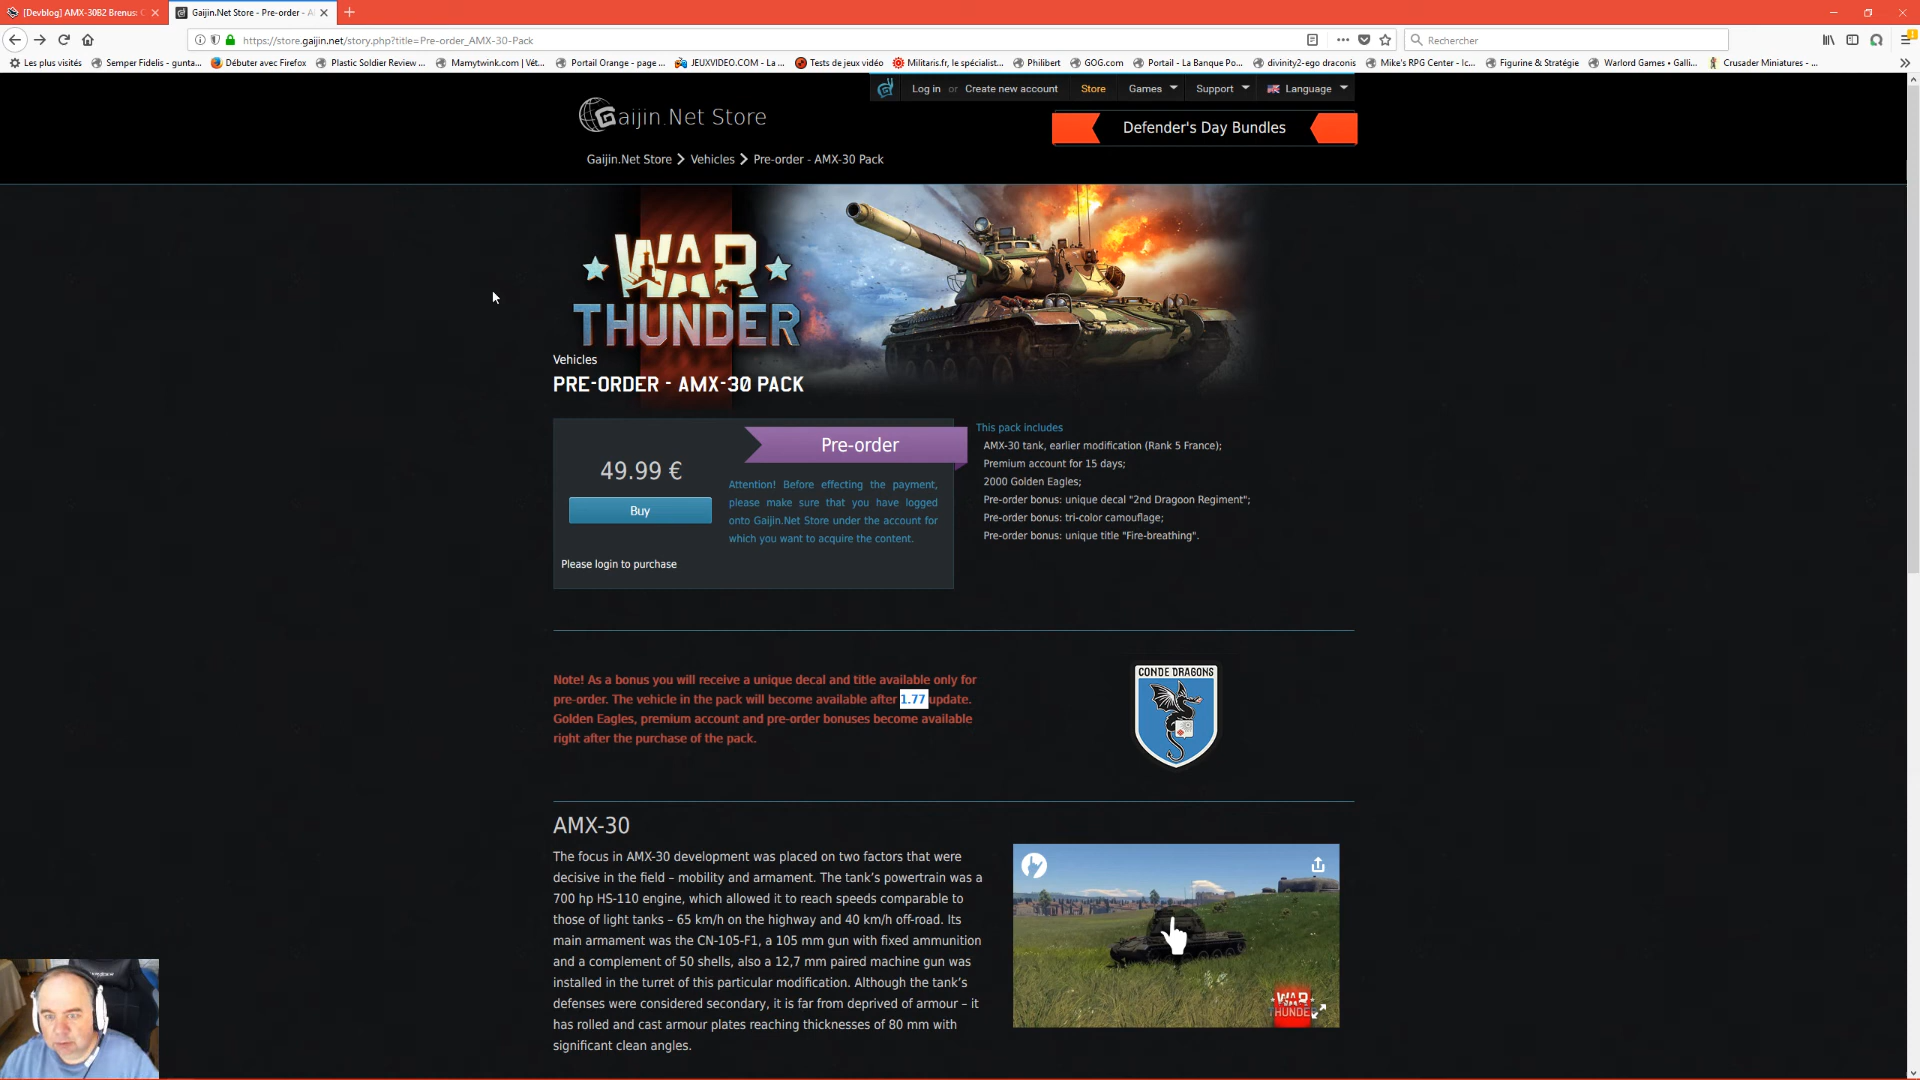 [Devblog] AMX-30B2 Brenus:
Gaijin.Net Store - Pre-order - A
https://store.gaijin.net/story.php?title=Pre-order_AMX-30-Pack
Rechercher
Les plus visités
Semper Fidelis - gunta...
Débuter avec Firefox
Plastic Soldier Review ...
Mamytwink.com | Vét...
Portail Orange - page ...
JEUXVIDEO.COM - La ...
Tests de jeux vidéo
Militaris.fr, le spécialist...
Philibert
GOG.com
Portail - La Banque Po...
divinity2-ego draconis
Mike's RPG Center - Ic...
Figurine & Stratégie
Warlord Games • Galli...
Crusader Miniatures - ...
Log in or Create new account
Store
Games
Support
Language
Gaijin.Net Store
Defender's Day Bundles
Gaijin.Net Store > Vehicles > Pre-order - AMX-30 Pack
WAR
THUNDER
Vehicles
PRE-ORDER - AMX-30 PACK
49.99 €
Buy
Please login to purchase
Pre-order
Attention! Before effecting the payment,
please make sure that you have logged
onto Gaijin.Net Store under the account for
which you want to acquire the content.
This pack includes
AMX-30 tank, earlier modification (Rank 5 France);
Premium account for 15 days;
2000 Golden Eagles;
Pre-order bonus: unique decal "2nd Dragoon Regiment";
Pre-order bonus: tri-color camouflage;
Pre-order bonus: unique title "Fire-breathing".
Note! As a bonus you will receive a unique decal and title available only for
pre-order. The vehicle in the pack will become available after 1.77 update.
Golden Eagles, premium account and pre-order bonuses become available
right after the purchase of the pack.
CONDE DRAGONS
AMX-30
The focus in AMX-30 development was placed on two factors that were
decisive in the field – mobility and armament. The tank's powertrain was a
700 hp HS-110 engine, which allowed it to reach speeds comparable to
those of light tanks – 65 km/h on the highway and 40 km/h off-road. Its
main armament was the CN-105-F1, a 105 mm gun with fixed ammunition
and a complement of 50 shells, also a 12,7 mm paired machine gun was
installed in the turret of this particular modification. Although the tank's
defenses were considered secondary, it is far from deprived of armour – it
has rolled and cast armour plates reaching thicknesses of 80 mm with
significant clean angles.
WAR
THUNDER